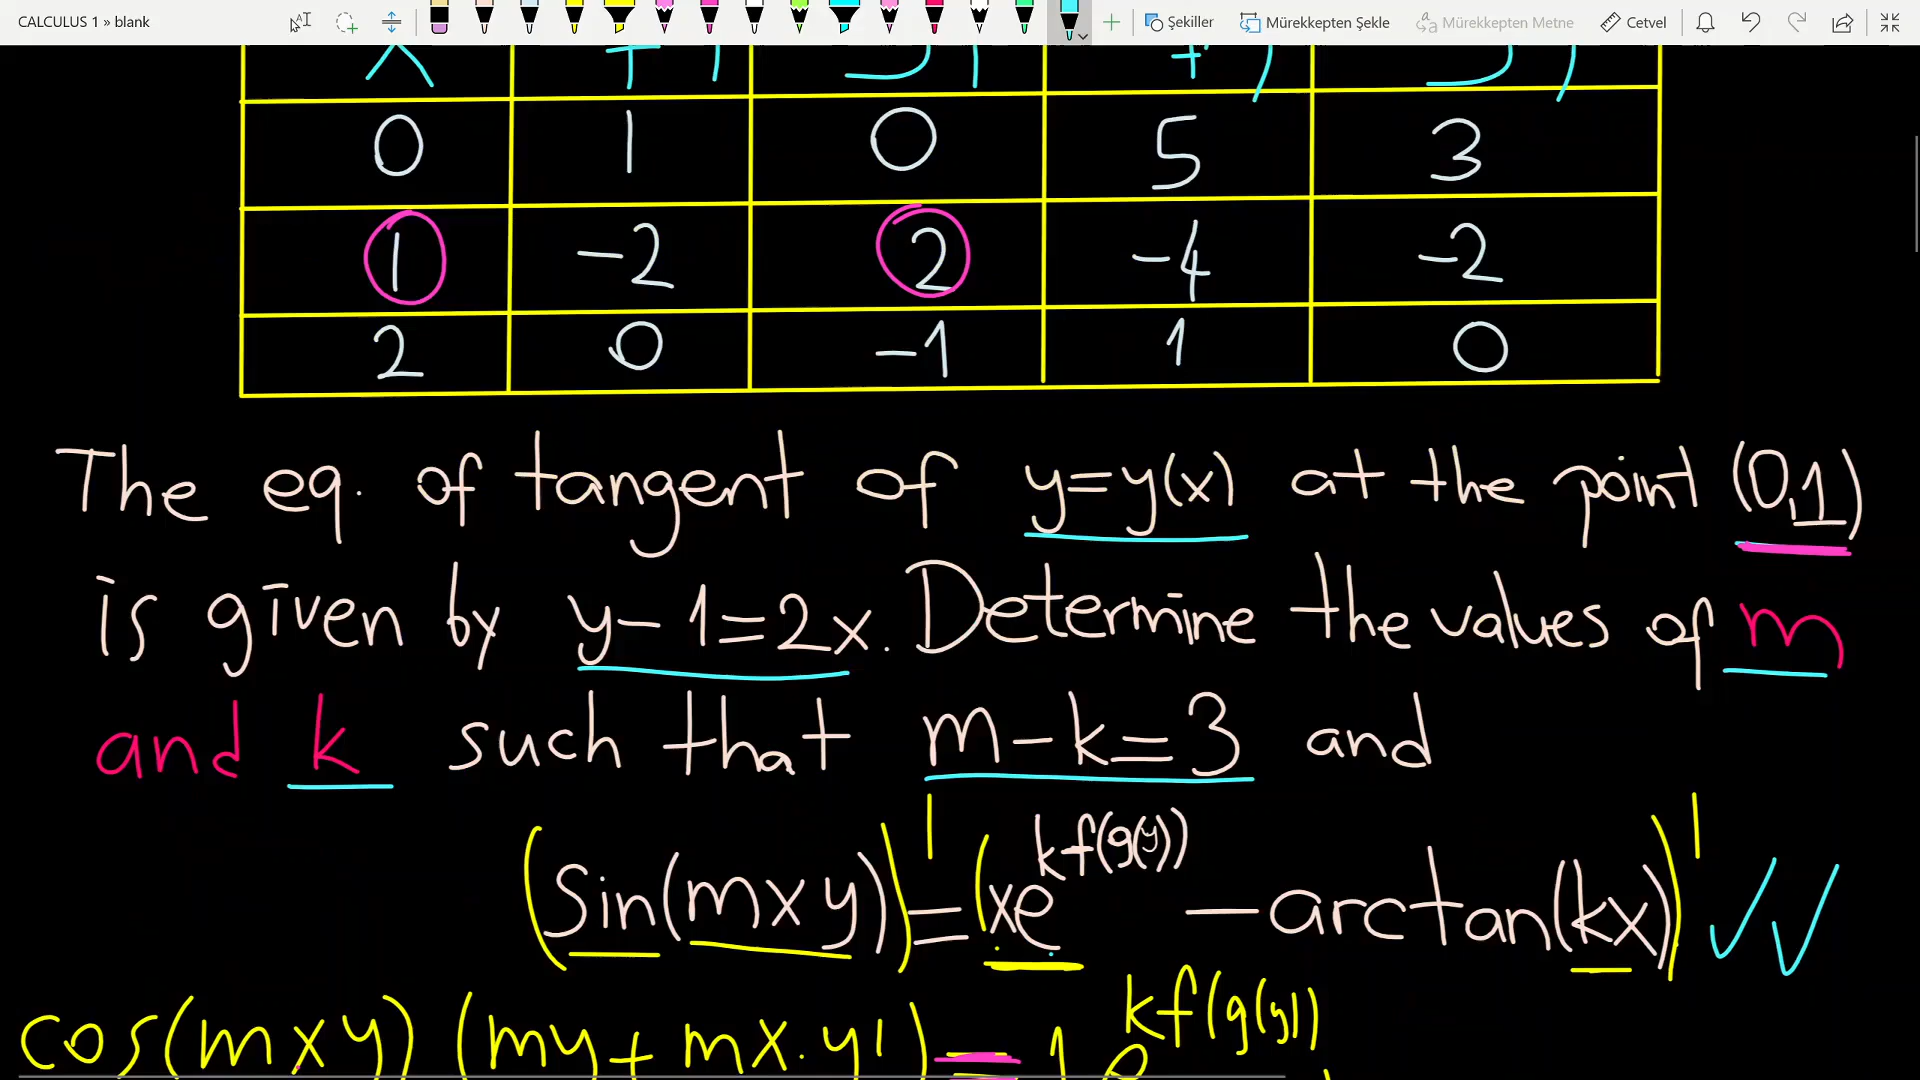 CALCULUS 1 » blank
Şekiller
Mürekkepten Şekle
Mürekkepten Metne
Cetvel
x
0 1 0 5 3
1 -2 2 -4 -2
2 0 -1 1 0
The eq. of tangent of y=y(x) at the point (0,1)
is given by y-1=2x. Determine the values of m
and k such that m-k=3 and
(Sin(mxy))' = (xe^kf(g(y)) - arctan(kx))'
cos(mxy) (my + mx.y') = 1.e^kf(g(y))